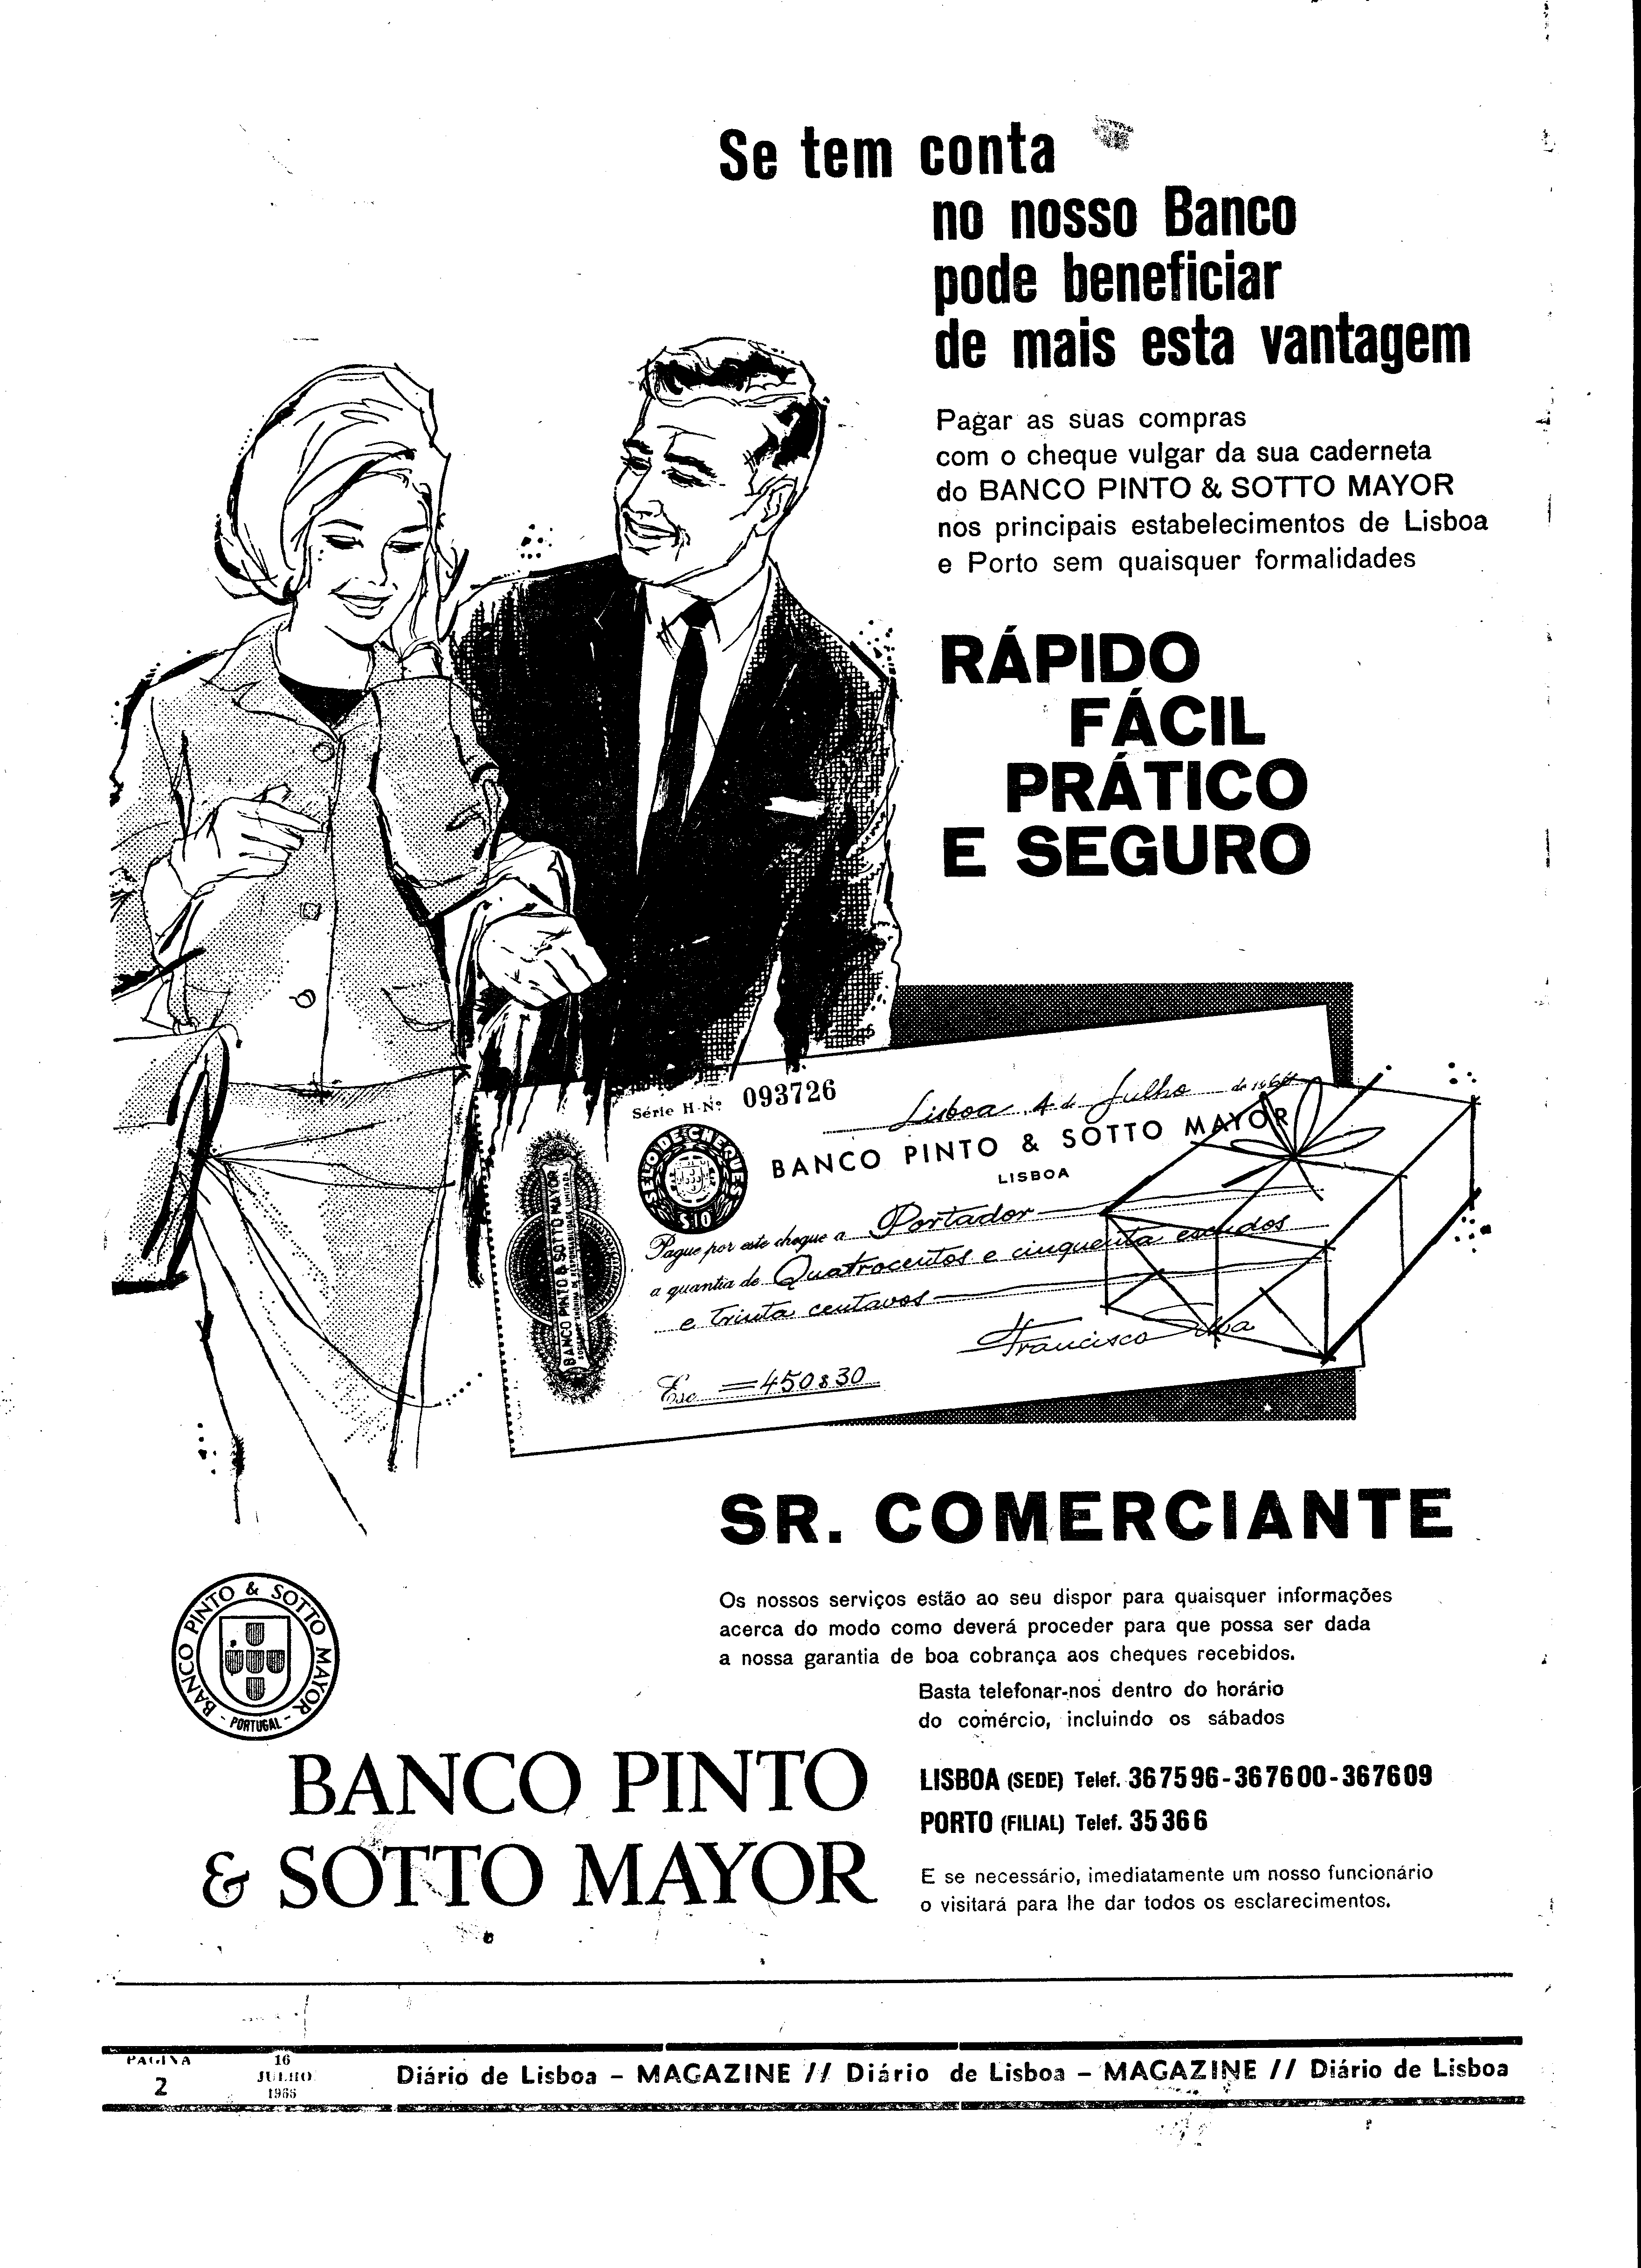 Se tem conta
no nosso Banco
pode beneficiar
de mais esta vantagem
Pagar as suas compras
com o cheque vulgar da sua caderneta
do BANCO PINTO & SOTTO MAYOR
nos principais estabelecimentos de Lisboa
e Porto sem quaisquer formalidades
RÁPIDO
FÁCIL
PRÁTICO
E SEGURO
Série H Nº 093726
Lisboa, 4 de Julho de
SELO DE CHEQUES
$10
BANCO PINTO & SOTTO MAYOR
LISBOA
BANCO PINTO & SOTTO MAYOR
Pague por este cheque a Portador
a quantia de Quatrocentos e cinquenta escudos
e trinta centavos
Francisco Silva
Esc. =450$30
SR. COMERCIANTE
Os nossos serviços estão ao seu dispor para quaisquer informações
acerca do modo como deverá proceder para que possa ser dada
a nossa garantia de boa cobrança aos cheques recebidos.
Basta telefonar-nos dentro do horário
do comércio, incluindo os sábados
BANCO PINTO & SOTTO MAYOR
- PORTUGAL -
BANCO PINTO
& SOTTO MAYOR
LISBOA (SEDE) Telef. 367596-367600-367609
PORTO (FILIAL) Telef. 35366
E se necessário, imediatamente um nosso funcionário
o visitará para lhe dar todos os esclarecimentos.
PAGINA
2
16
JULHO
1966
Diário de Lisboa - MAGAZINE // Diário de Lisboa - MAGAZINE // Diário de Lisboa